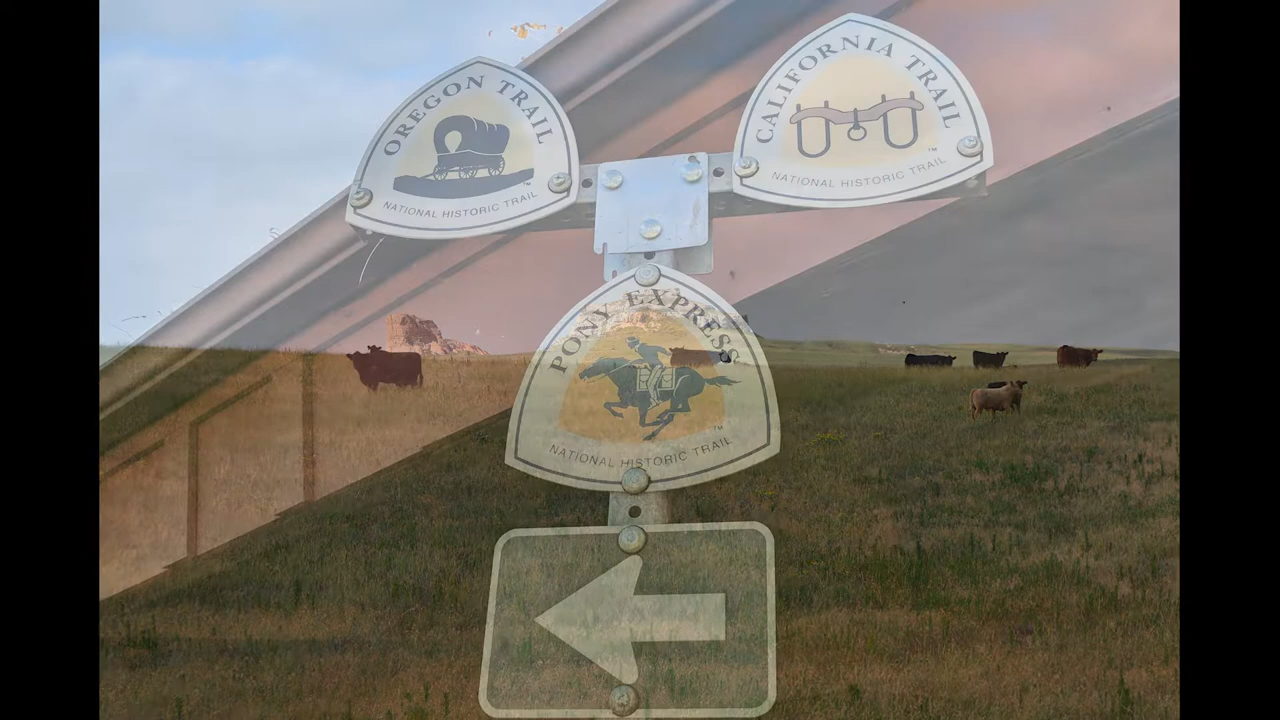 OREGON TRAIL
NATIONAL HISTORIC TRAIL
CALIFORNIA TRAIL
NATIONAL HISTORIC TRAIL
PONY EXPRESS
NATIONAL HISTORIC TRAIL